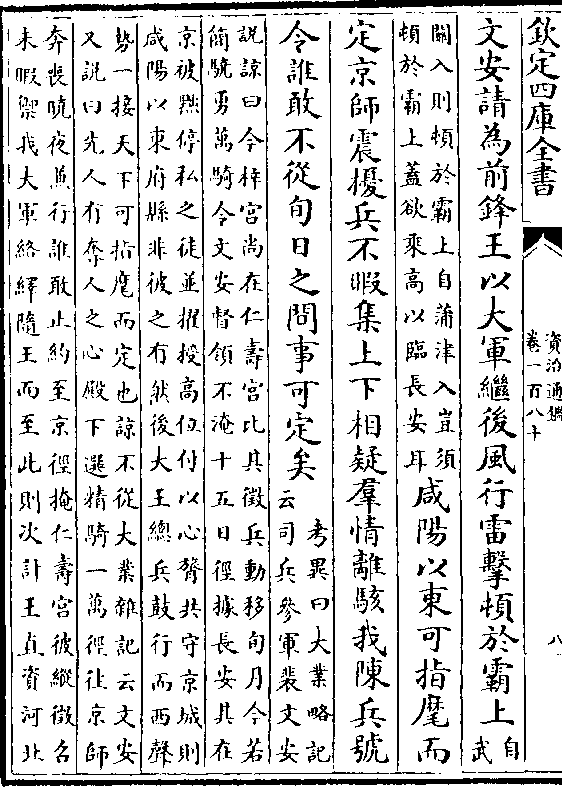 欽定四庫全書
資治通鑑
卷一百八十
八
文安請為前鋒王以大軍繼後風行雷擊頓於霸上
自
武
關入則頓於霸上自蒲津入豈須
頓於霸上蓋欲乘高以臨長安耳
咸陽以東可指麾而
定京師震擾兵不暇集上下相疑羣情離駭我陳兵號
令誰敢不從旬日之間事可定矣
考異曰大業略記
云司兵參軍裴文安
說諒曰今梓宮尚在仁壽宮比其徵兵動移旬月今若
簡驍勇萬騎令文安督領不淹十五日徑據長安其在
京被黜停私之徒並擢授高位付以心膂共守京城則
咸陽以東府縣非彼之有然後大王總兵鼓行而西聲
勢一接天下可指麾而定也諒不從大業雜記云文安
又說曰先人有奪人之心殿下選精騎一萬徑往京師
奔喪曉夜兼行誰敢止約至京徑掩仁壽宮彼縱徵名
未暇禦我大軍絡繹隨王而至此則次計王直資河北